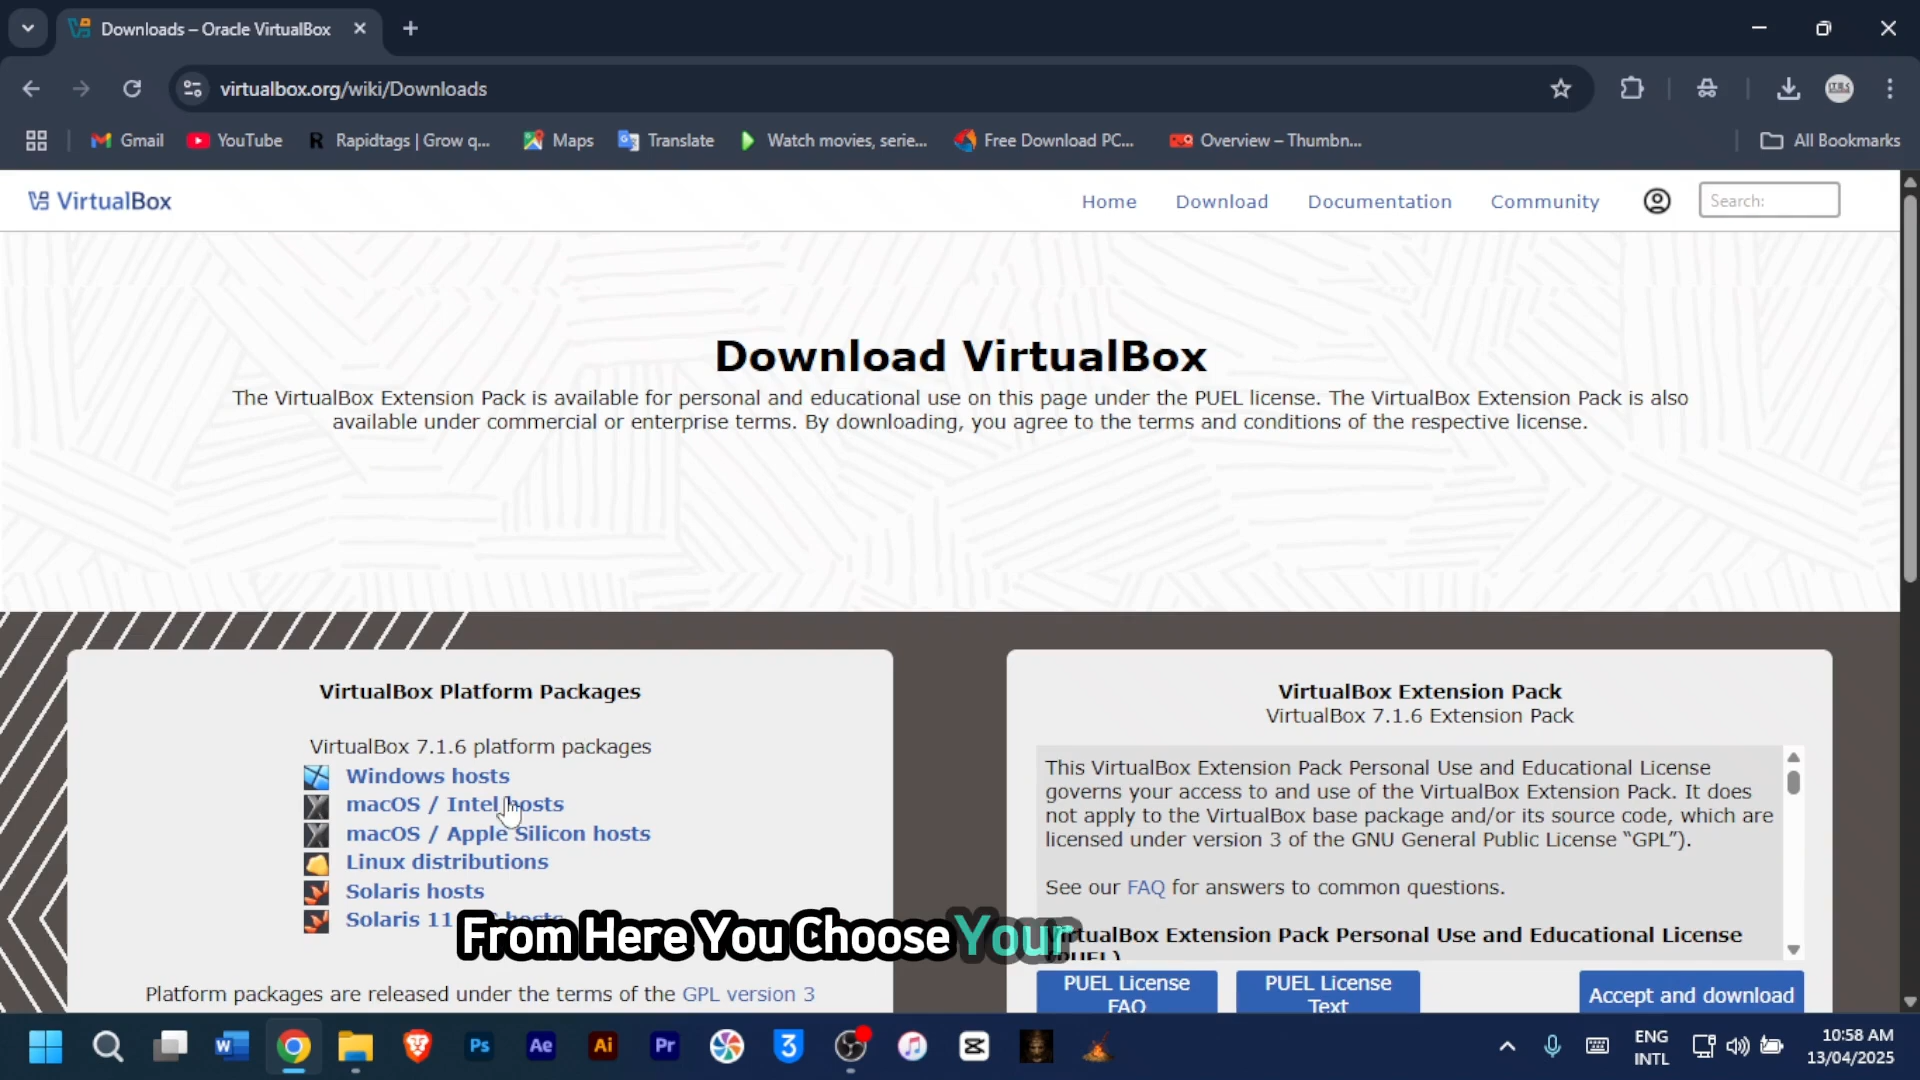 Downloads – Oracle VirtualBox
virtualbox.org/wiki/Downloads
Gmail
YouTube
Rapidtags | Grow q...
Maps
Translate
Watch movies, serie...
Free Download PC...
Overview – Thumbn...
All Bookmarks
VirtualBox
Home
Download
Documentation
Community
Search:
Download VirtualBox
The VirtualBox Extension Pack is available for personal and educational use on this page under the PUEL license. The VirtualBox Extension Pack is also
available under commercial or enterprise terms. By downloading, you agree to the terms and conditions of the respective license.
VirtualBox Platform Packages
VirtualBox 7.1.6 platform packages
Windows hosts
macOS / Intel hosts
macOS / Apple Silicon hosts
Linux distributions
Solaris hosts
Solaris 11 hosts
Platform packages are released under the terms of the GPL version 3
VirtualBox Extension Pack
VirtualBox 7.1.6 Extension Pack
This VirtualBox Extension Pack Personal Use and Educational License
governs your access to and use of the VirtualBox Extension Pack. It does
not apply to the VirtualBox base package and/or its source code, which are
licensed under version 3 of the GNU General Public License “GPL”).
See our FAQ for answers to common questions.
VirtualBox Extension Pack Personal Use and Educational License
(PUEL)
PUEL License
FAQ
PUEL License
Text
Accept and download
From Here You Choose Your
W
Ps
Ae
Ai
Pr
3
ENG
INTL
10:58 AM
13/04/2025